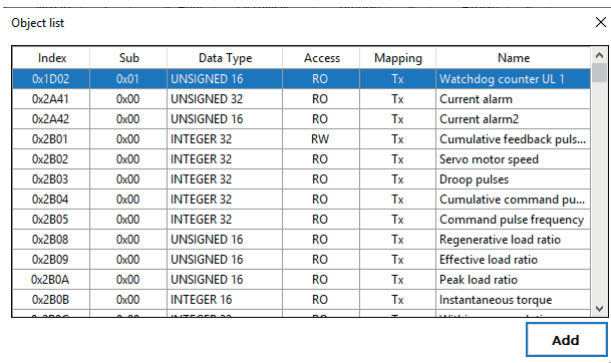 Object list
Index Sub Data Type Access Mapping Name
0x1D02 0x01 UNSIGNED 16 RO Tx Watchdog counter UL 1
0x2A41 0x00 UNSIGNED 32 RO Tx Current alarm
0x2A42 0x00 UNSIGNED 16 RO Tx Current alarm2
0x2B01 0x00 INTEGER 32 RW Tx Cumulative feedback puls...
0x2B02 0x00 INTEGER 32 RO Tx Servo motor speed
0x2B03 0x00 INTEGER 32 RO Tx Droop pulses
0x2B04 0x00 INTEGER 32 RO Tx Cumulative command pu...
0x2B05 0x00 INTEGER 32 RO Tx Command pulse frequency
0x2B08 0x00 UNSIGNED 16 RO Tx Regenerative load ratio
0x2B09 0x00 UNSIGNED 16 RO Tx Effective load ratio
0x2B0A 0x00 UNSIGNED 16 RO Tx Peak load ratio
0x2B0B 0x00 INTEGER 16 RO Tx Instantaneous torque
Add